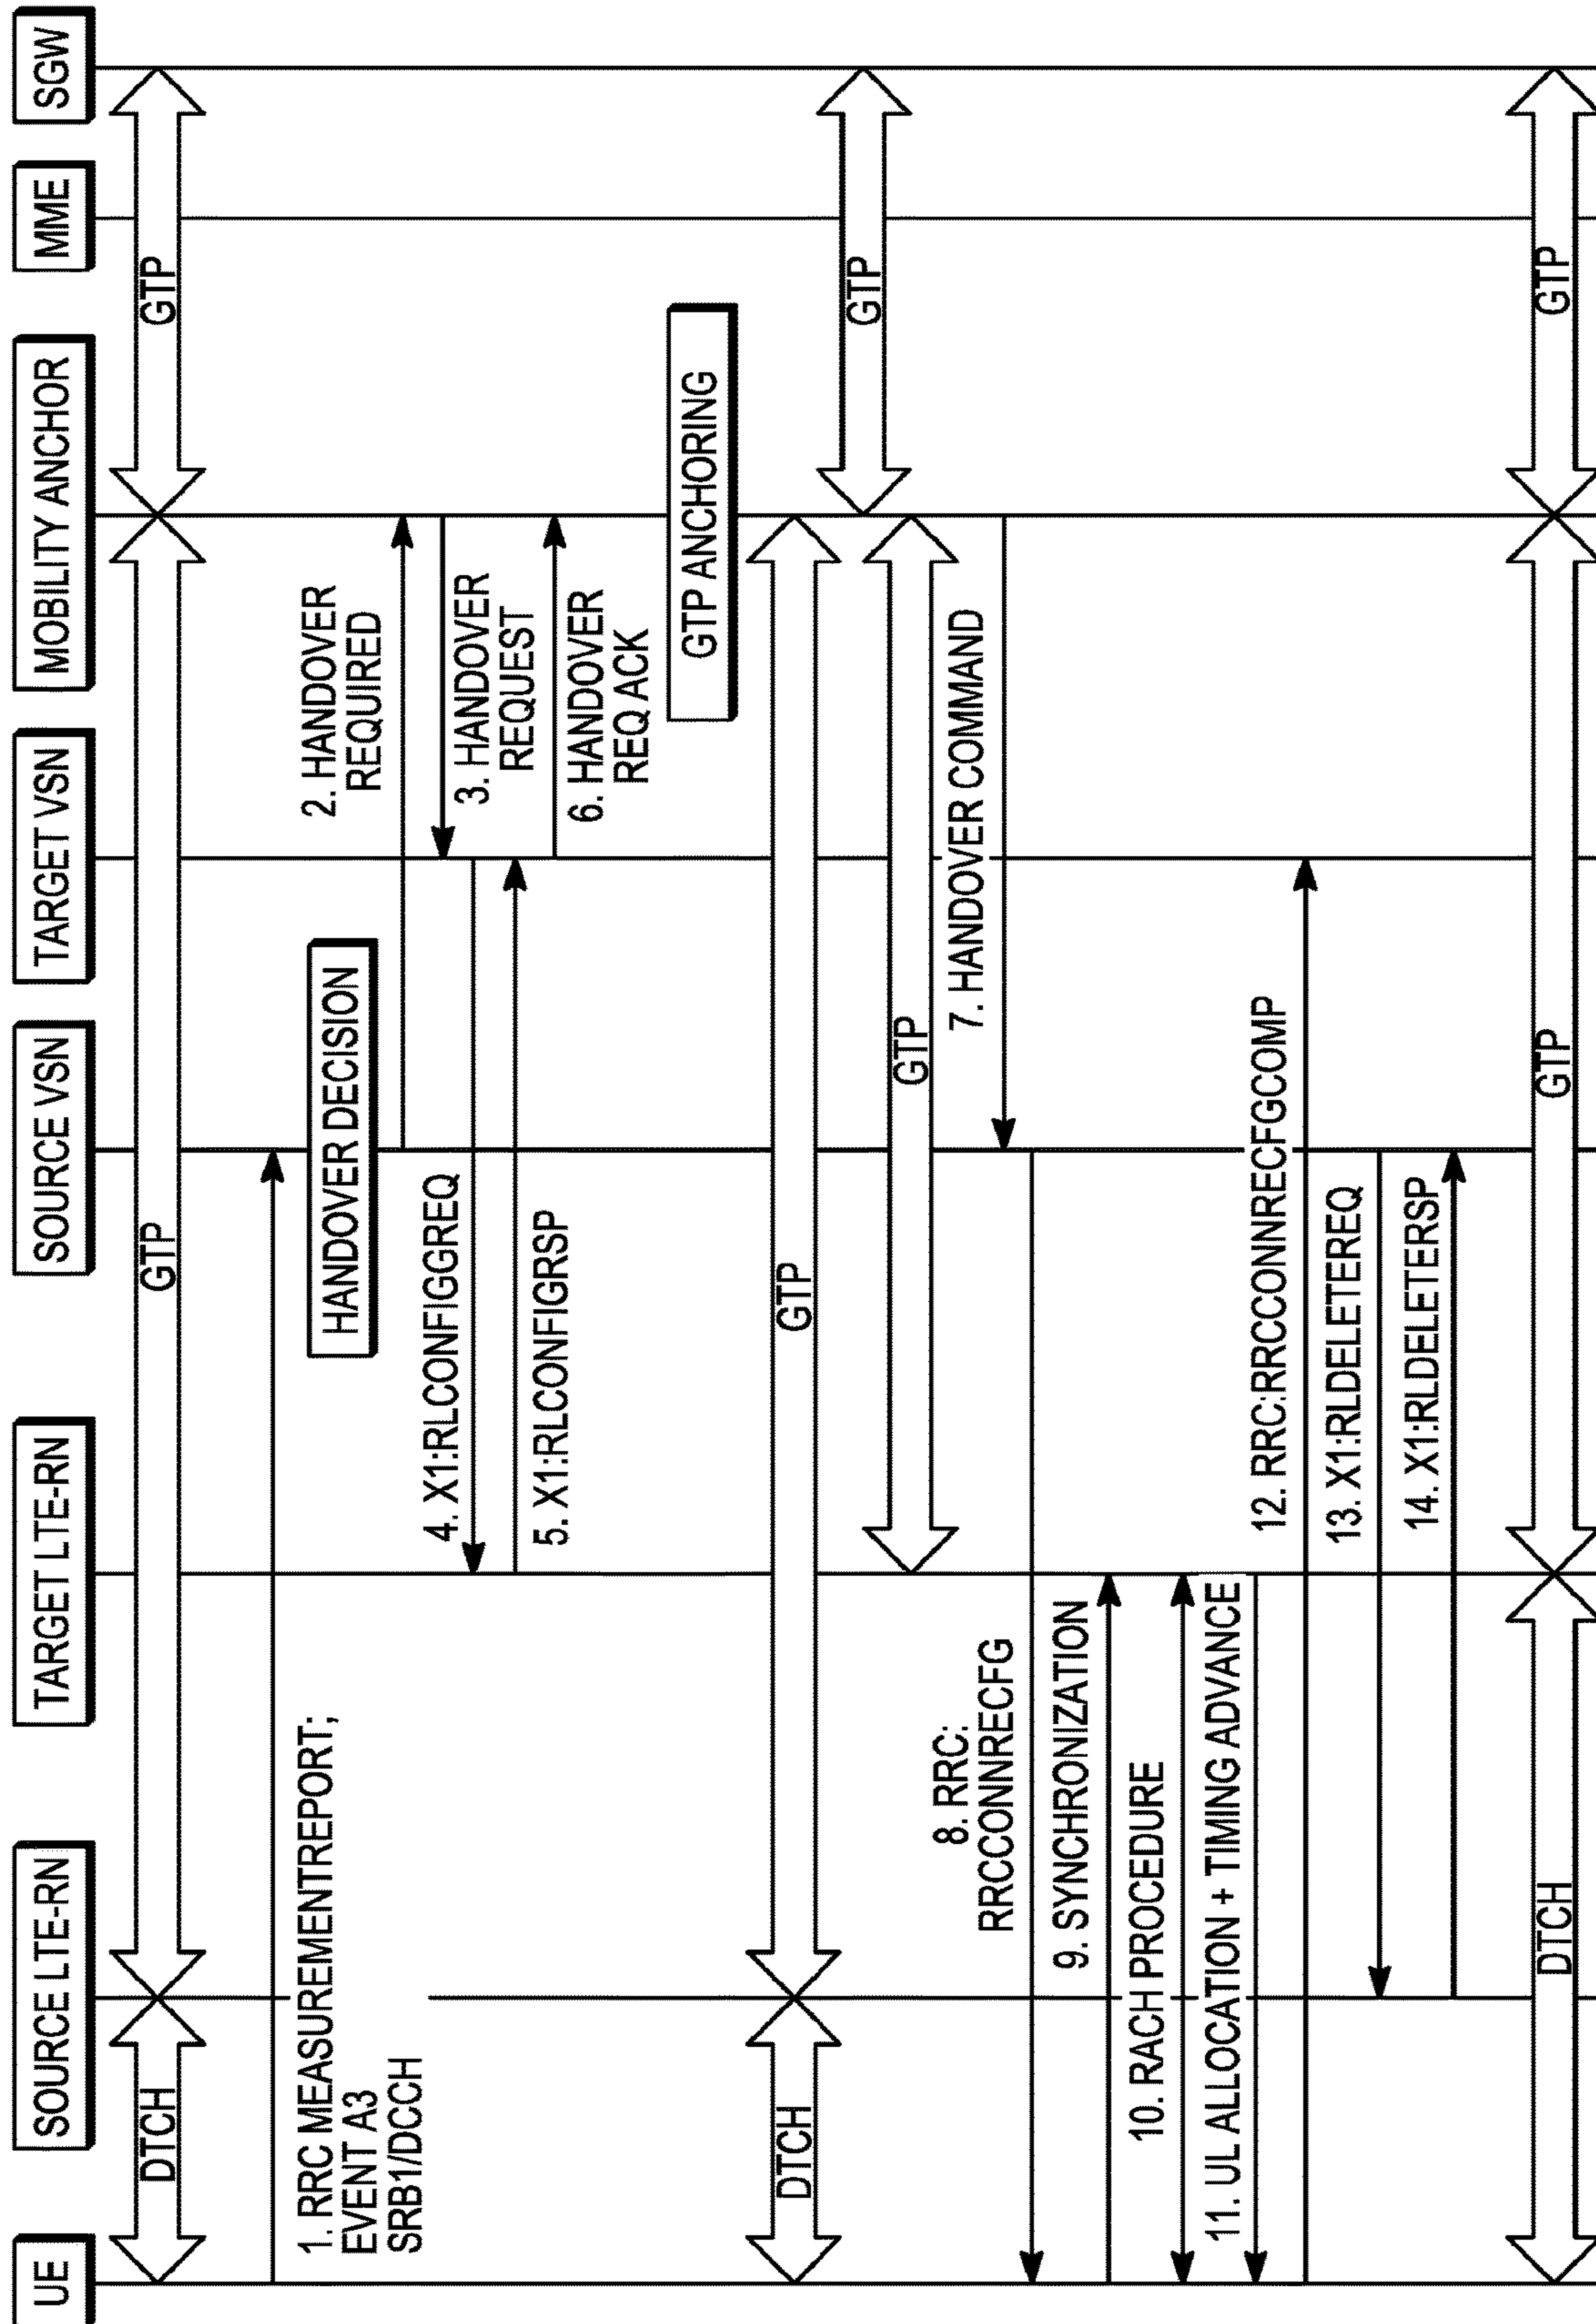 UE
SOURCE LTE-RN
TARGET LTE-RN
SOURCE VSN
TARGET VSN
MOBILITY ANCHOR
MME
SGW
DTCH
GTP
GTP
1. RRC MEASUREMENTREPORT;
EVENT A3
SRB1/DCCH
HANDOVER DECISION
2. HANDOVER
REQUIRED
3. HANDOVER
REQUEST
4. X1:RLCONFIGGREQ
5. X1:RLCONFIGRSP
6. HANDOVER
REQ ACK
GTP ANCHORING
DTCH
GTP
GTP
GTP
7. HANDOVER COMMAND
8. RRC:
RRCCONNRECFG
9. SYNCHRONIZATION
10. RACH PROCEDURE
11. UL ALLOCATION + TIMING ADVANCE
12. RRC:RRCCONNRECFGCOMP
13. X1:RLDELETEREQ
14. X1:RLDELETERSP
DTCH
GTP
GTP